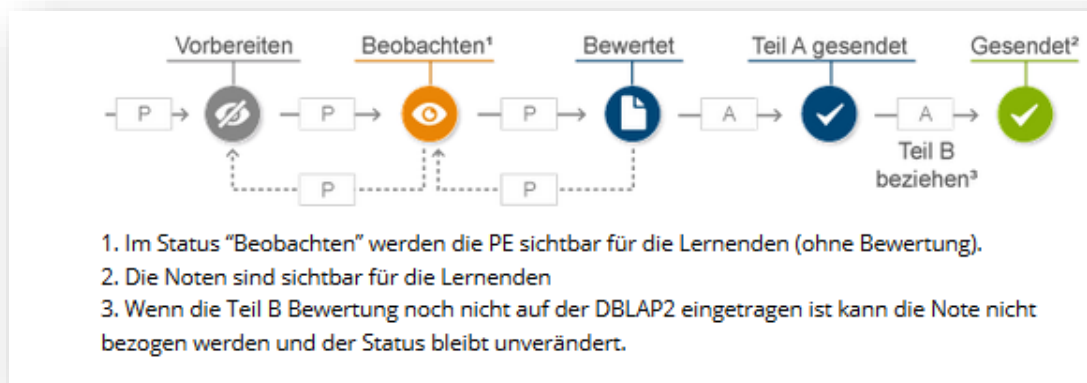 Vorbereiten Beobachten¹ Bewertet Teil A gesendet Gesendet²
P P P A A
Teil B
beziehen³
P P
1. Im Status “Beobachten” werden die PE sichtbar für die Lernenden (ohne Bewertung).
2. Die Noten sind sichtbar für die Lernenden
3. Wenn die Teil B Bewertung noch nicht auf der DBLAP2 eingetragen ist kann die Note nicht
bezogen werden und der Status bleibt unverändert.